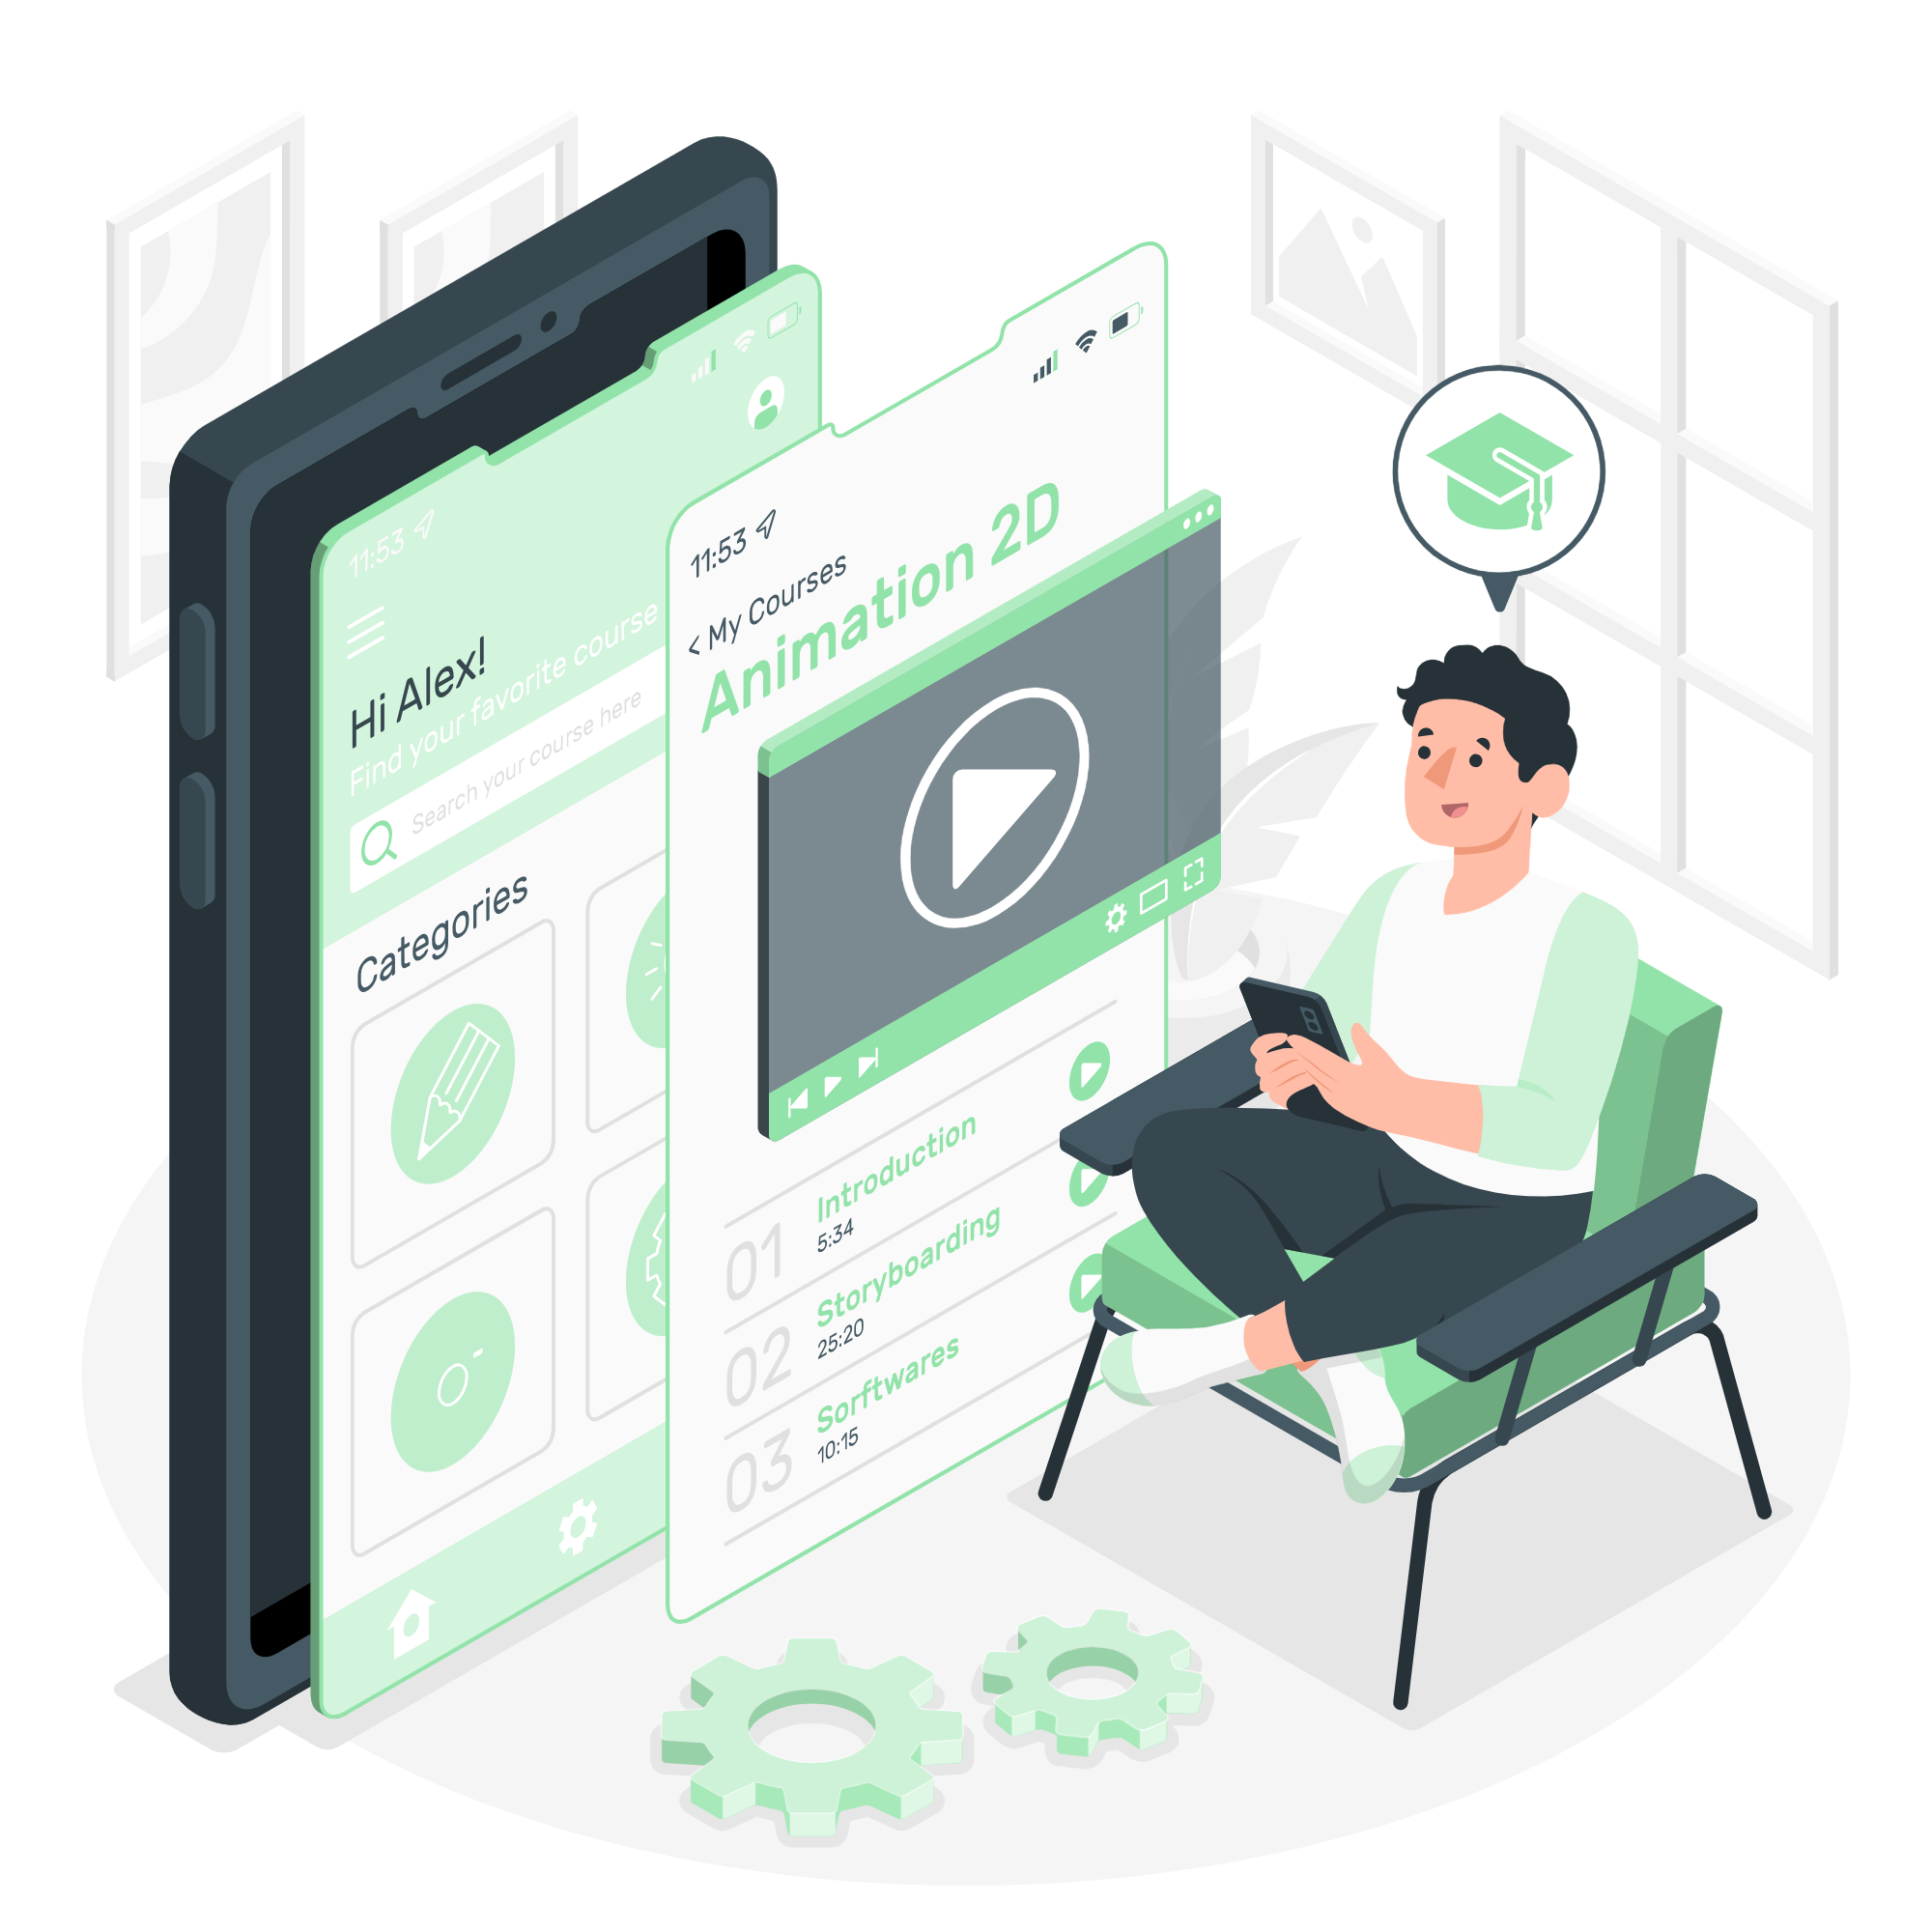 11:53
Hi Alex!
Find your favorite course
Search your course here
Categories
11:53
< My Courses
Animation 2D
01
Introduction
5:34
02
Storyboarding
25:20
03
Sorftwares
10:15